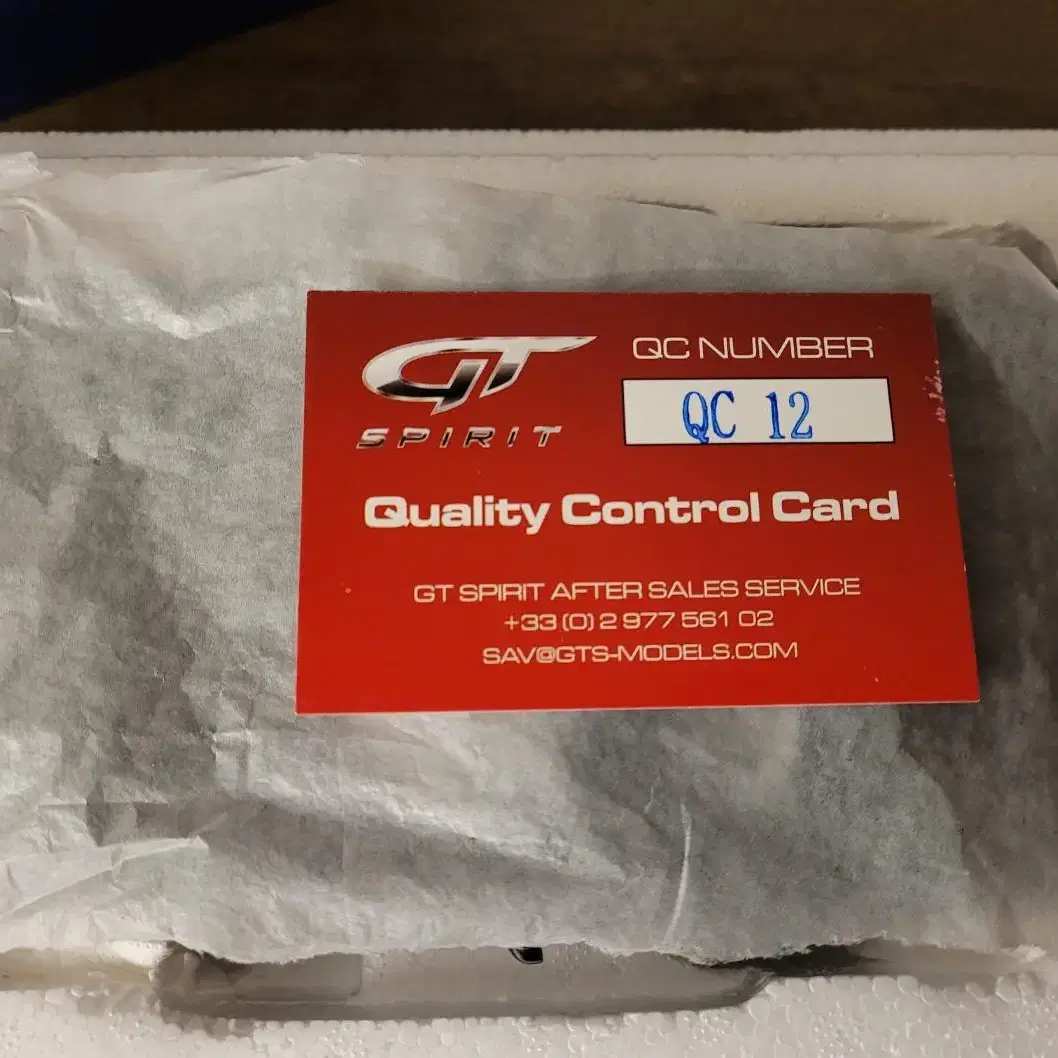 GT
SPIRIT
QC NUMBER
QC 12
Quality Control Card
GT SPIRIT AFTER SALES SERVICE
+33 (0) 2 977 561 02
SAV@GTS-MODELS.COM